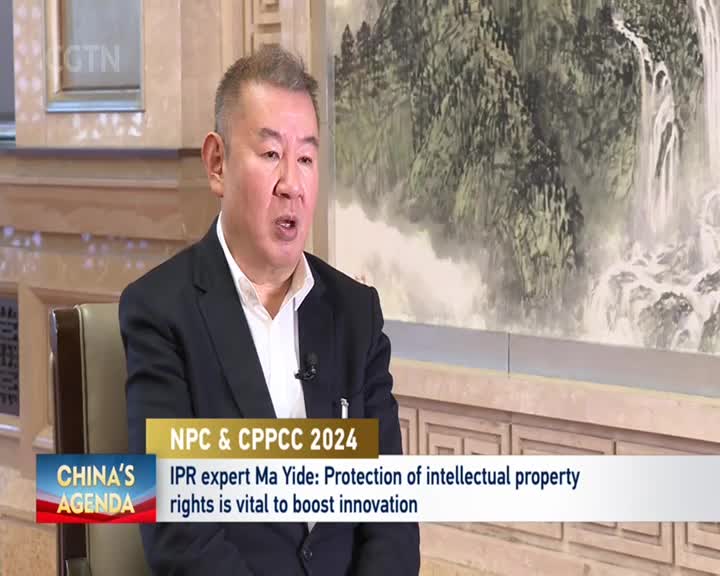 CGTN
NPC & CPPCC 2024
CHINA'S
AGENDA
IPR expert Ma Yide: Protection of intellectual property
rights is vital to boost innovation